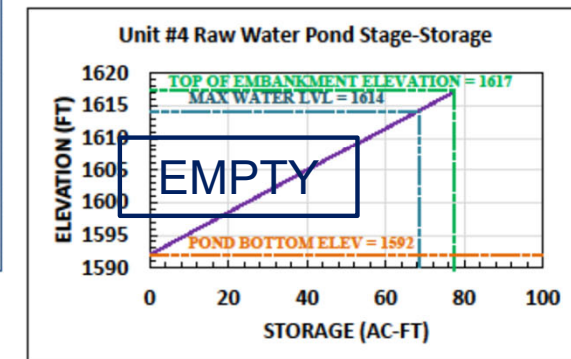 Unit #4 Raw Water Pond Stage-Storage
1620
TOP OF EMBANKMENT ELEVATION = 1617
MAX WATER LVL = 1614
1615
1610
EMPTY
1605
1600
1595
POND BOTTOM ELEV = 1592
1590
ELEVATION (FT)
0 20 40 60 80 100
STORAGE (AC-FT)